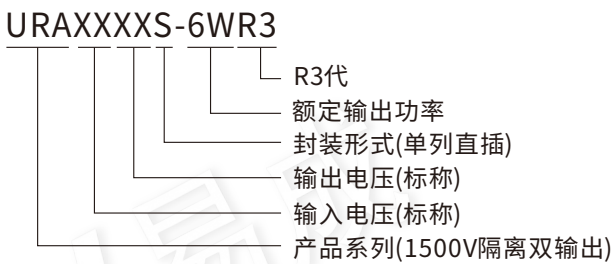 URAXXXXS-6WR3
R3代
额定输出功率
封装形式(单列直插)
输出电压(标称)
输入电压(标称)
产品系列(1500V隔离双输出)